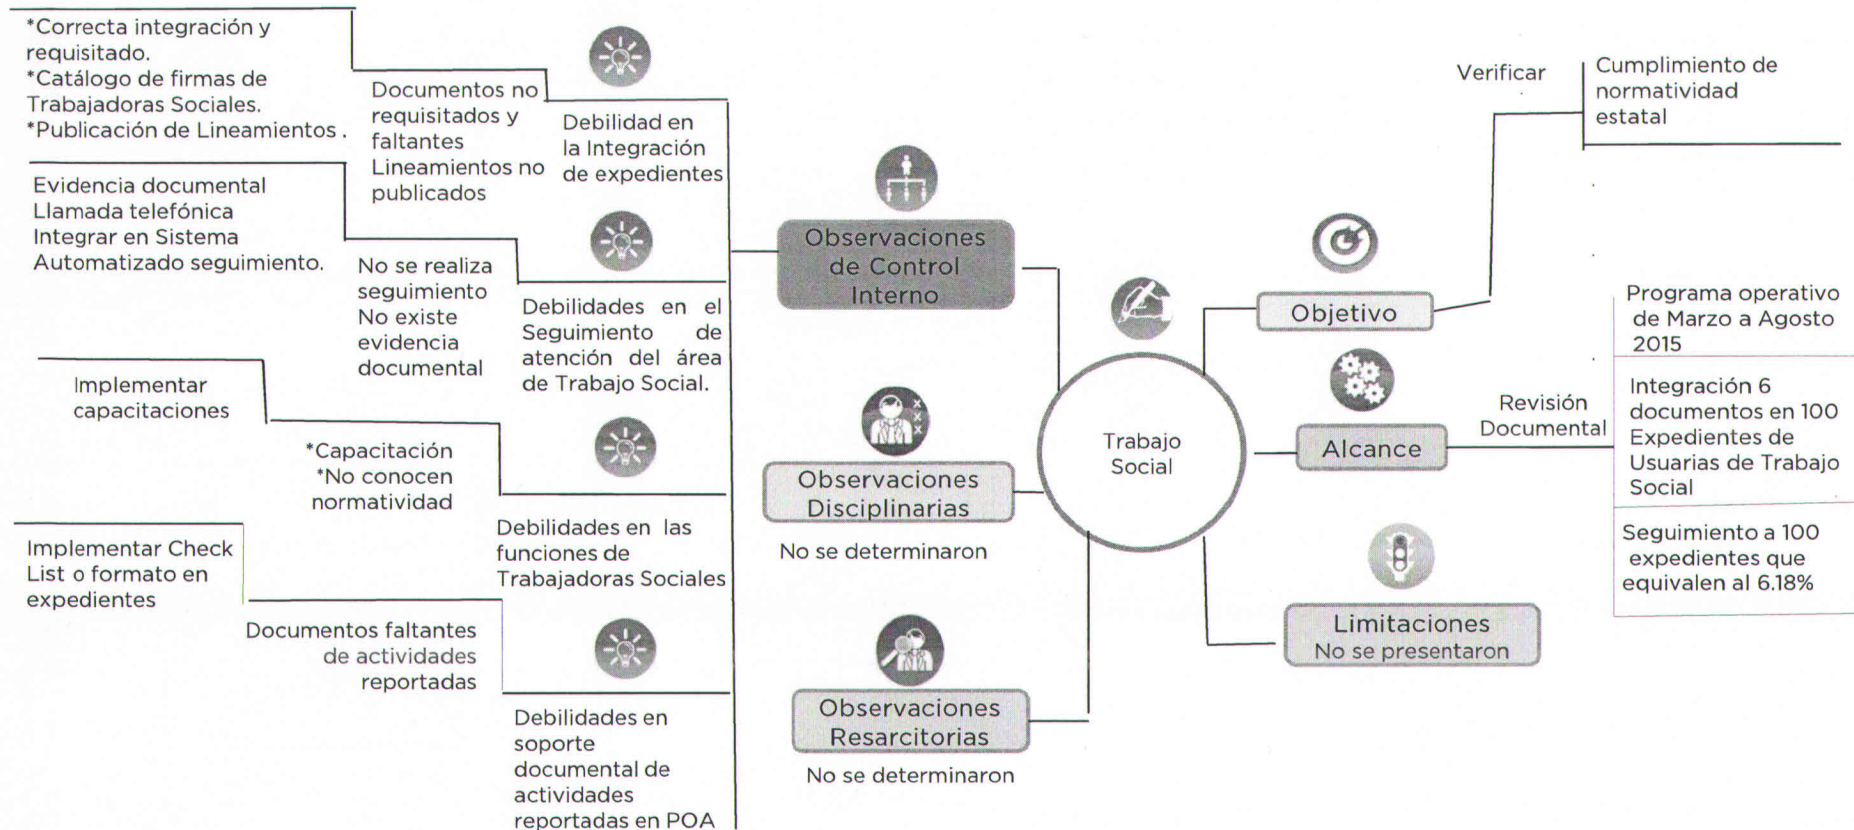 *Correcta integración y
requisitado.
*Catálogo de firmas de
Trabajadoras Sociales.
*Publicación de Lineamientos .
Documentos no
requisitados y
faltantes
Lineamientos no
publicados
Debilidad en
la Integración
de expedientes
Evidencia documental
Llamada telefónica
Integrar en Sistema
Automatizado seguimiento.
No se realiza
seguimiento
No existe
evidencia
documental
Debilidades en el
Seguimiento de
atención del área
de Trabajo Social.
Implementar
capacitaciones
*Capacitación
*No conocen
normatividad
Debilidades en las
funciones de
Trabajadoras Sociales
Implementar Check
List o formato en
expedientes
Documentos faltantes
de actividades
reportadas
Debilidades en
soporte
documental de
actividades
reportadas en POA
Observaciones
de Control
Interno
Observaciones
Disciplinarias
No se determinaron
Observaciones
Resarcitorias
No se determinaron
Trabajo
Social
Objetivo
Verificar
Cumplimiento de
normatividad
estatal
Alcance
Revisión
Documental
Programa operativo
de Marzo a Agosto
2015
Integración 6
documentos en 100
Expedientes de
Usuarias de Trabajo
Social
Seguimiento a 100
expedientes que
equivalen al 6.18%
Limitaciones
No se presentaron